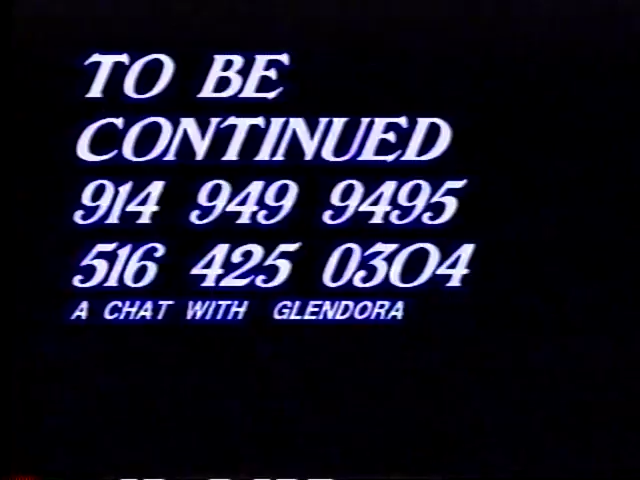 TO BE
CONTINUED
914 949 9495
516 425 0304
A CHAT WITH GLENDORA